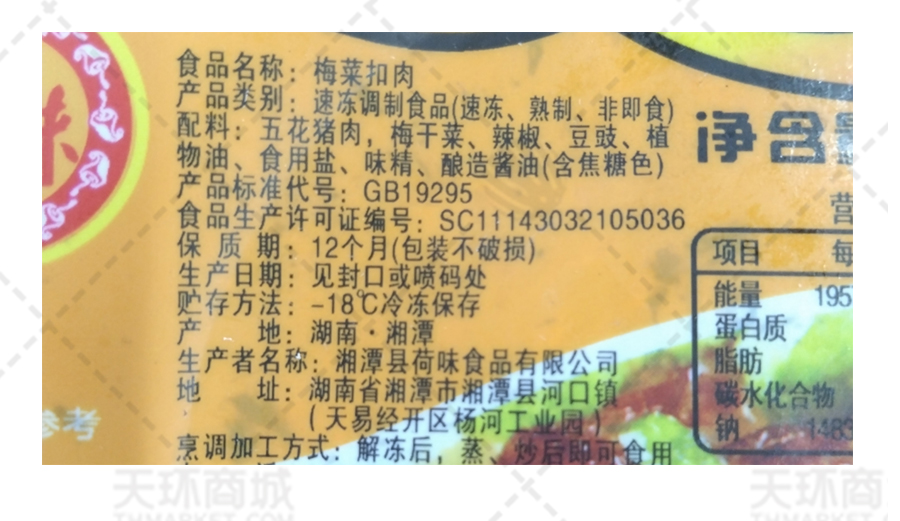 食品名称：梅菜扣肉
产品类别：速冻调制食品(速冻、熟制、非即食)
配料：五花猪肉，梅干菜、辣椒、豆豉、植
物油、食用盐、味精、酿造酱油(含焦糖色)
产品标准代号：GB19295
食品生产许可证编号：SC11143032105036
保质期：12个月(包装不破损)
生产日期：见封口或喷码处
贮存方法：-18℃冷冻保存
产地：湖南·湘潭
生产者名称：湘潭县荷味食品有限公司
地址：湖南省湘潭市湘潭县河口镇
(天易经开区杨河工业园)
烹调加工方式：解冻后，蒸、炒后即可食用
净含
营
项目 每
能量 195
蛋白质
脂肪
碳水化合物
钠 1483
味
参考
天环商城
THMARKET.COM
天环商
THMARKET